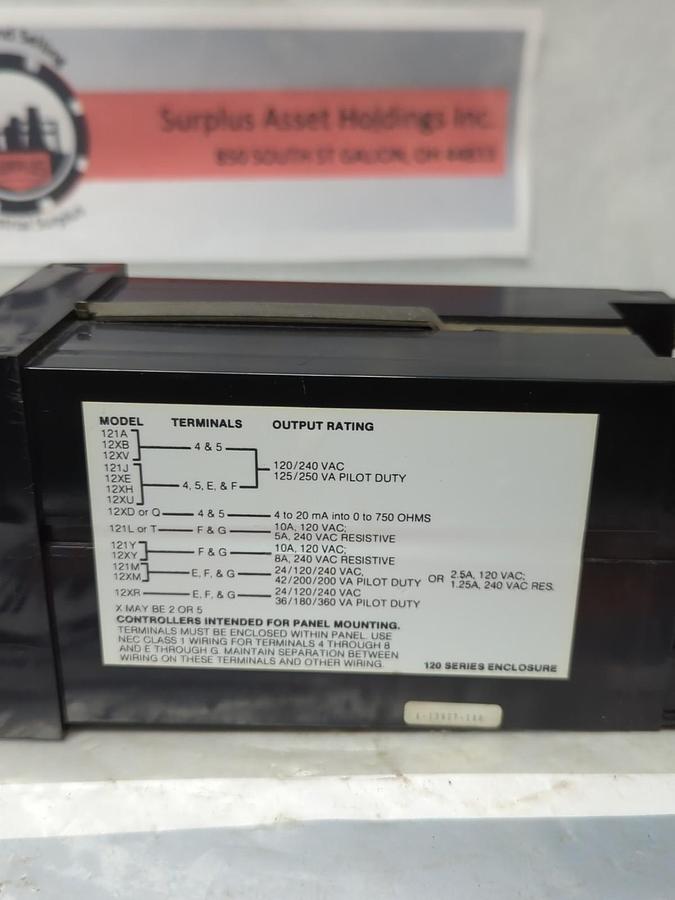 Surplus Asset Holdings Inc.
850 SOUTH ST GALION, OH 44833
MODEL TERMINALS OUTPUT RATING
121A
12XB
12XV
4 & 5
121J
12XE
12XH
12XU
4, 5, E, & F
120/240 VAC
125/250 VA PILOT DUTY
12XD or Q 4 & 5 4 to 20 mA into 0 to 750 OHMS
121L or T F & G 10A, 120 VAC;
5A, 240 VAC RESISTIVE
121Y
12XY
F & G 10A, 120 VAC;
8A, 240 VAC RESISTIVE
121M
12XM
E, F, & G 24/120/240 VAC,
42/200/200 VA PILOT DUTY OR 2.5A, 120 VAC;
1.25A, 240 VAC RES.
12XR E, F, & G 24/120/240 VAC
36/180/360 VA PILOT DUTY
X MAY BE 2 OR 5
CONTROLLERS INTENDED FOR PANEL MOUNTING.
TERMINALS MUST BE ENCLOSED WITHIN PANEL. USE
NEC CLASS 1 WIRING FOR TERMINALS 4 THROUGH 8
AND E THROUGH G. MAINTAIN SEPARATION BETWEEN
WIRING ON THESE TERMINALS AND OTHER WIRING.
120 SERIES ENCLOSURE